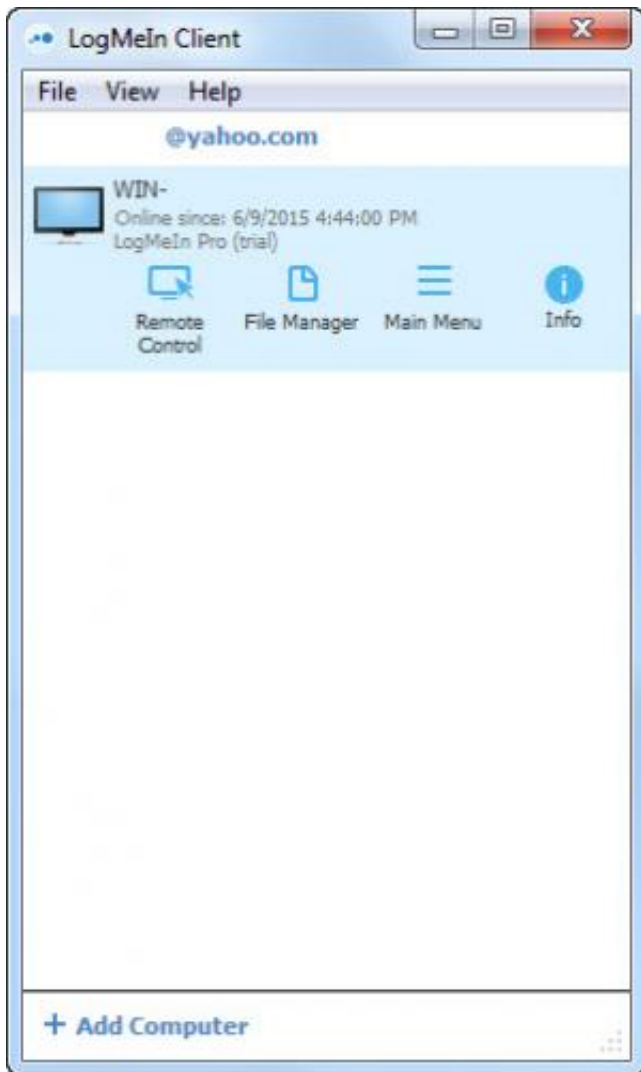 LogMeIn Client
File View Help
@yahoo.com
WIN-
Online since: 6/9/2015 4:44:00 PM
LogMeIn Pro (trial)
Remote Control File Manager Main Menu Info
+ Add Computer